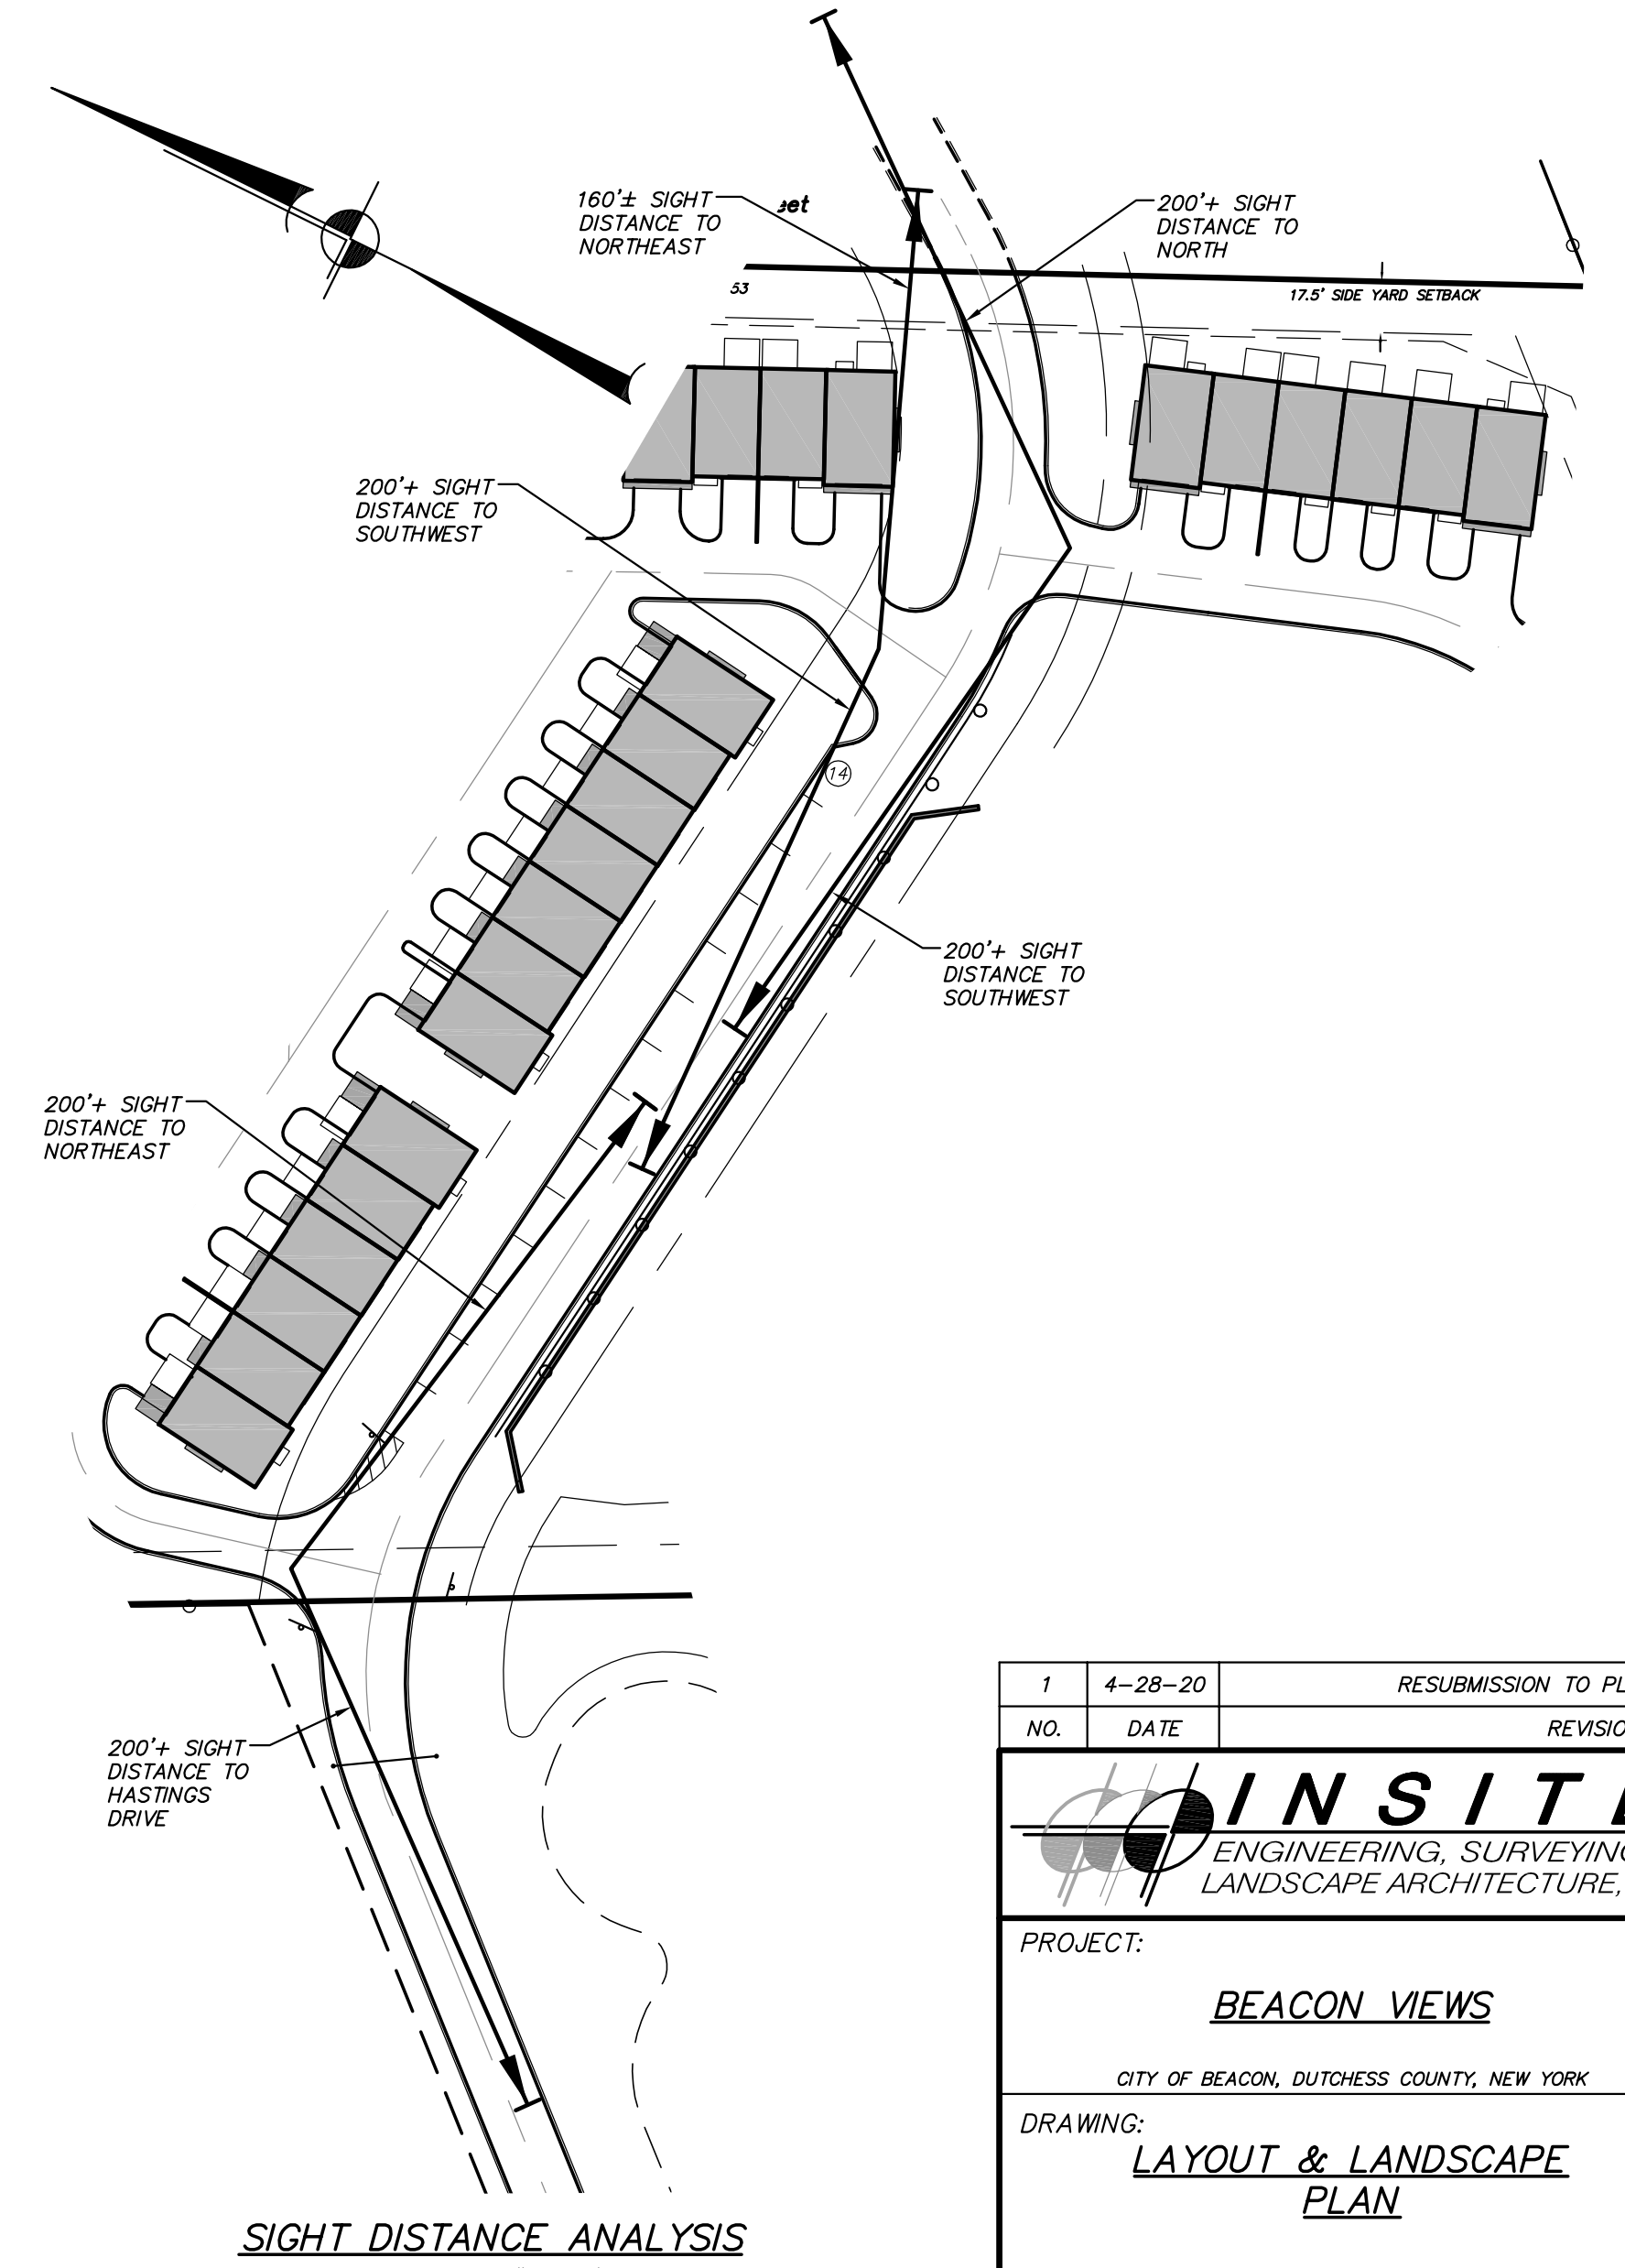 160'± SIGHT
DISTANCE TO
NORTHEAST
eet
200'+ SIGHT
DISTANCE TO
NORTH
53
17.5' SIDE YARD SETBACK
200'+ SIGHT
DISTANCE TO
SOUTHWEST
14
200'+ SIGHT
DISTANCE TO
SOUTHWEST
200'+ SIGHT
DISTANCE TO
NORTHEAST
200'+ SIGHT
DISTANCE TO
HASTINGS
DRIVE
SIGHT DISTANCE ANALYSIS
1 4-28-20 RESUBMISSION TO PL
NO. DATE REVISIO
INSIT
ENGINEERING, SURVEYING
LANDSCAPE ARCHITECTURE,
PROJECT:
BEACON VIEWS
CITY OF BEACON, DUTCHESS COUNTY, NEW YORK
DRAWING:
LAYOUT & LANDSCAPE
PLAN